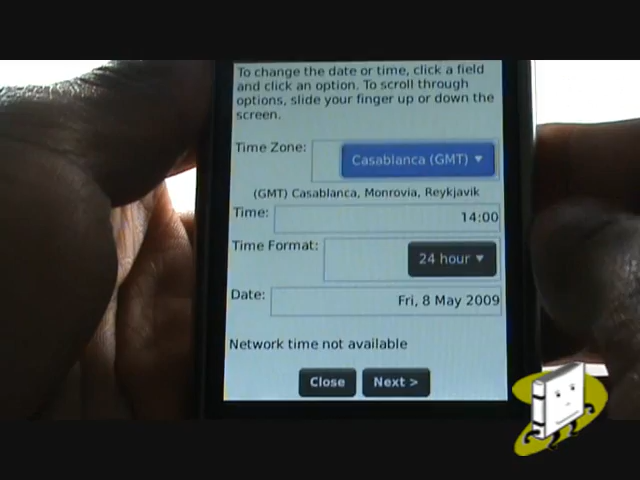 To change the date or time, click a field
and click an option. To scroll through
options, slide your finger up or down the
screen.
Time Zone: Casablanca (GMT)
(GMT) Casablanca, Monrovia, Reykjavik
Time: 14:00
Time Format: 24 hour
Date: Fri, 8 May 2009
Network time not available
Close Next >